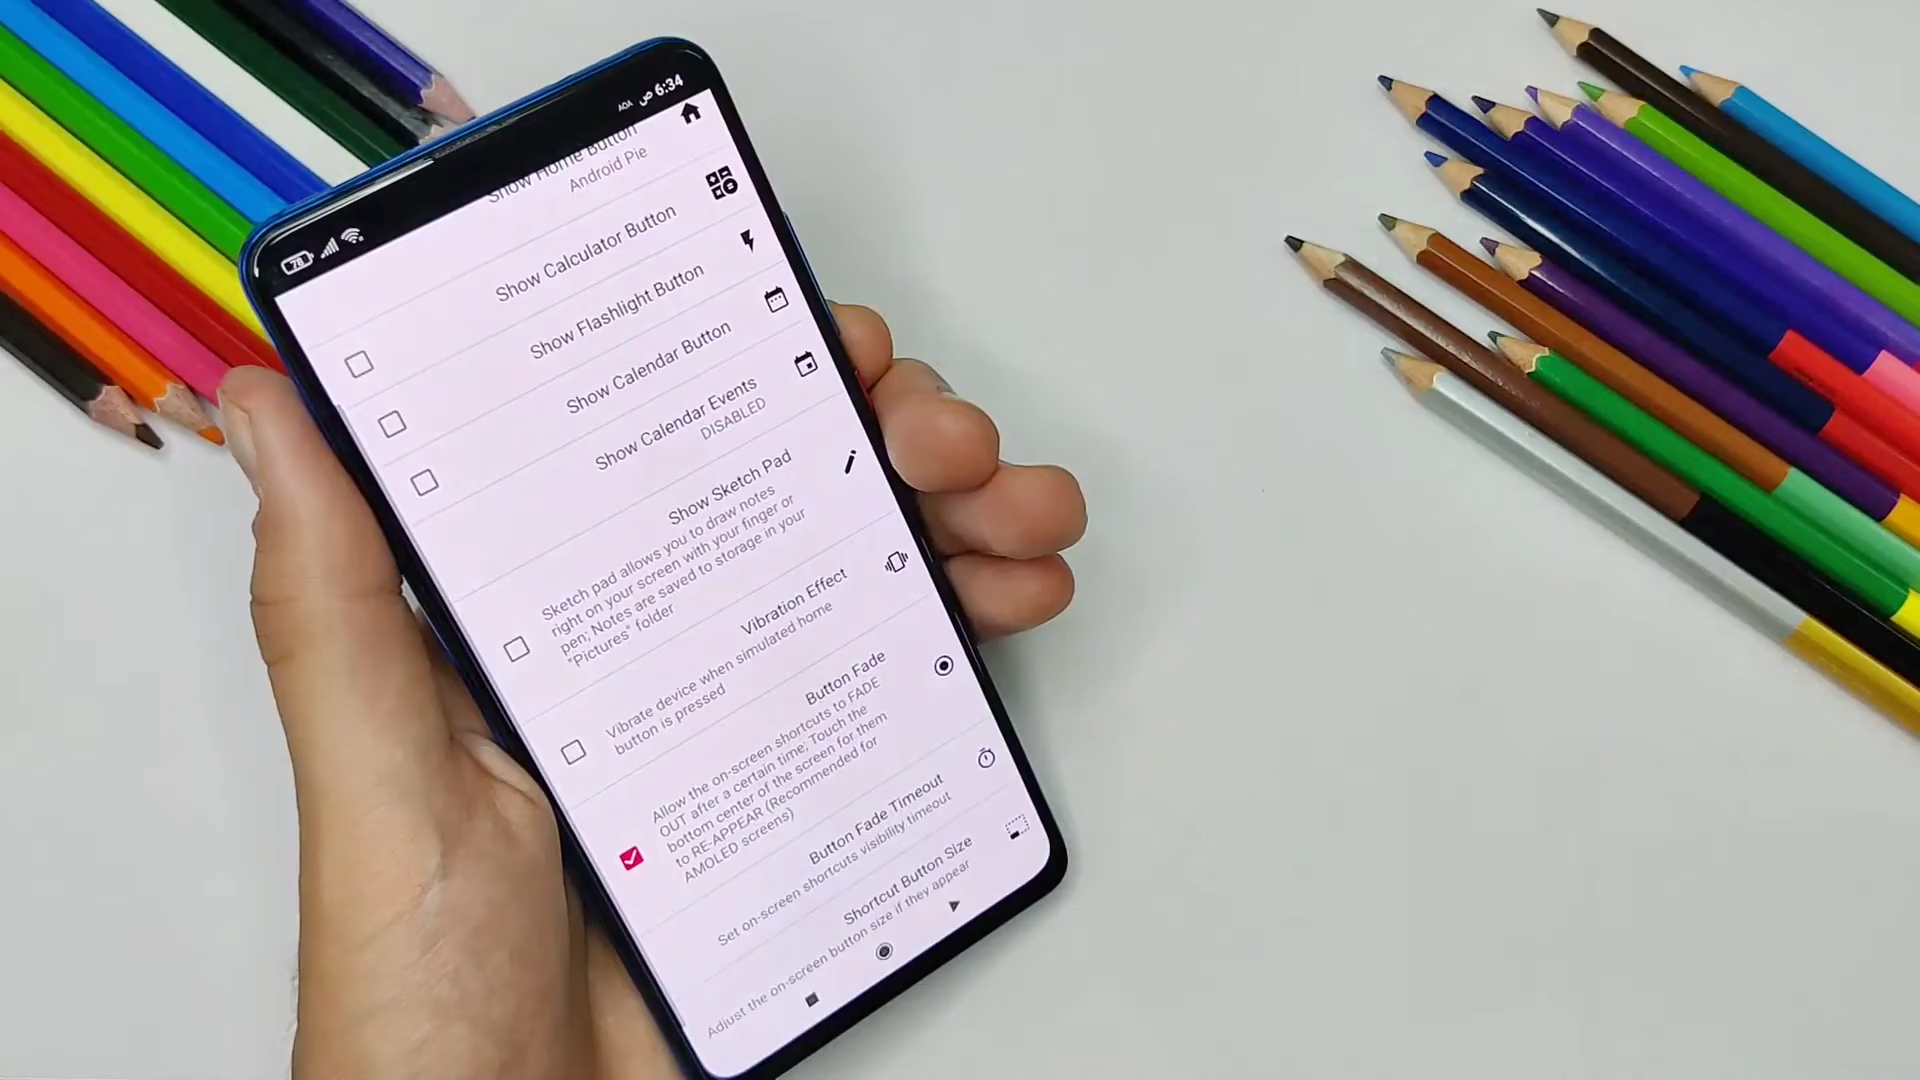 AOA ص 6:34
78
Show Home Button
Android Pie
Show Calculator Button
Show Flashlight Button
Show Calendar Button
Show Calendar Events
DISABLED
Show Sketch Pad
Sketch pad allows you to draw notes
right on your screen with your finger or
pen; Notes are saved to storage in your
"Pictures" folder
Vibration Effect
Vibrate device when simulated home
button is pressed
Button Fade
Allow the on-screen shortcuts to FADE
OUT after a certain time; Touch the
bottom center of the screen for them
to RE-APPEAR (Recommended for
AMOLED screens)
Button Fade Timeout
Set on-screen shortcuts visibility timeout
Shortcut Button Size
Adjust the on-screen button size if they appear